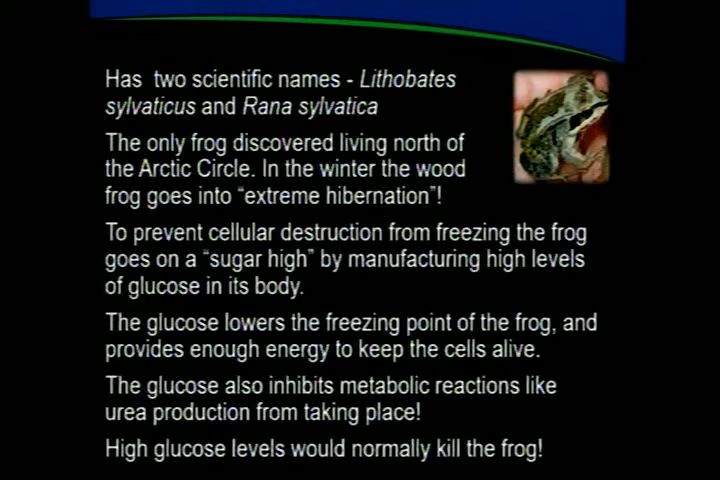 Has two scientific names - Lithobates
sylvaticus and Rana sylvatica
The only frog discovered living north of
the Arctic Circle. In the winter the wood
frog goes into "extreme hibernation"!
To prevent cellular destruction from freezing the frog
goes on a "sugar high" by manufacturing high levels
of glucose in its body.
The glucose lowers the freezing point of the frog, and
provides enough energy to keep the cells alive.
The glucose also inhibits metabolic reactions like
urea production from taking place!
High glucose levels would normally kill the frog!